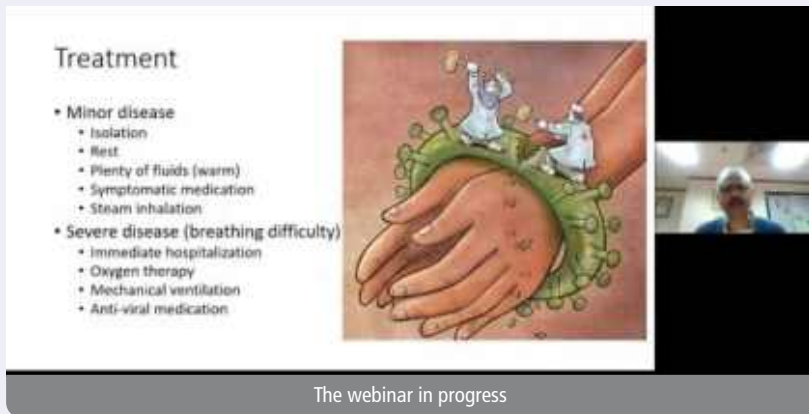 Treatment
• Minor disease
• Isolation
• Rest
• Plenty of fluids (warm)
• Symptomatic medication
• Steam inhalation
• Severe disease (breathing difficulty)
• Immediate hospitalization
• Oxygen therapy
• Mechanical ventilation
• Anti-viral medication
The webinar in progress